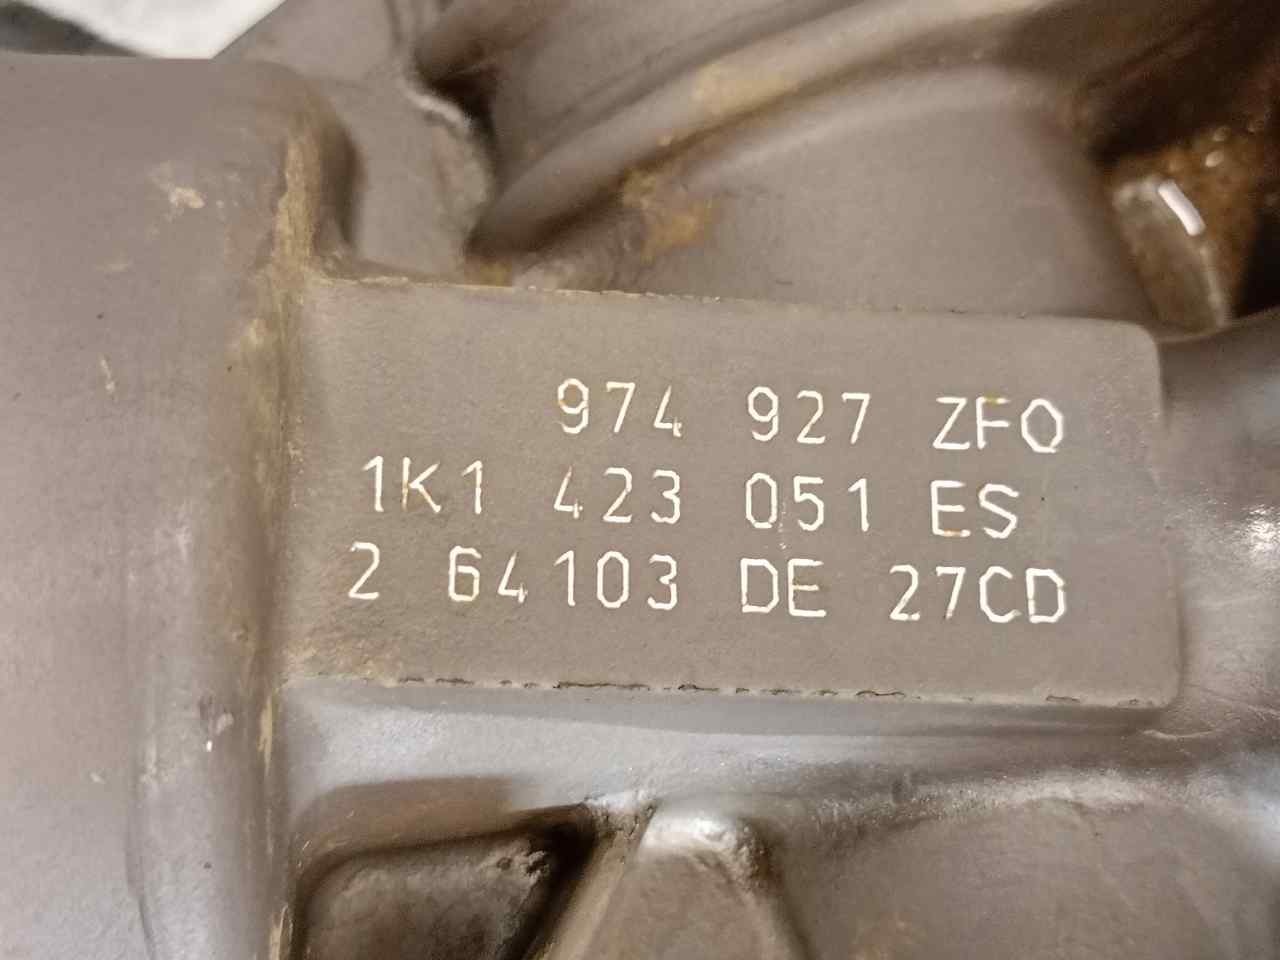 974 927 ZFO
1K1 423 051 ES
2 64103 DE 27CD